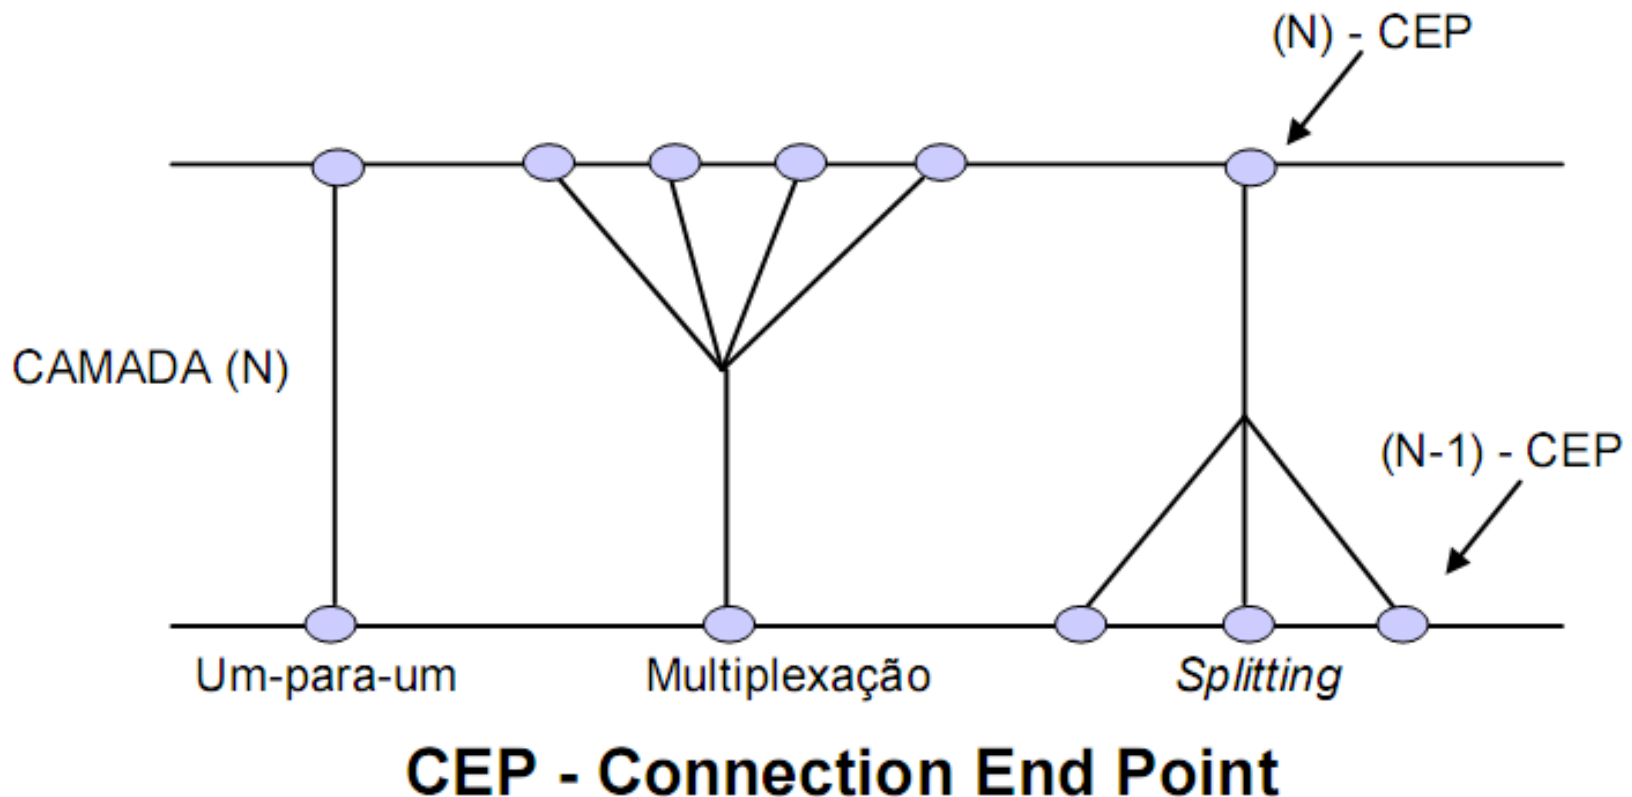 (N) - CEP
CAMADA (N)
(N-1) - CEP
Um-para-um
Multiplexação
Splitting
CEP - Connection End Point